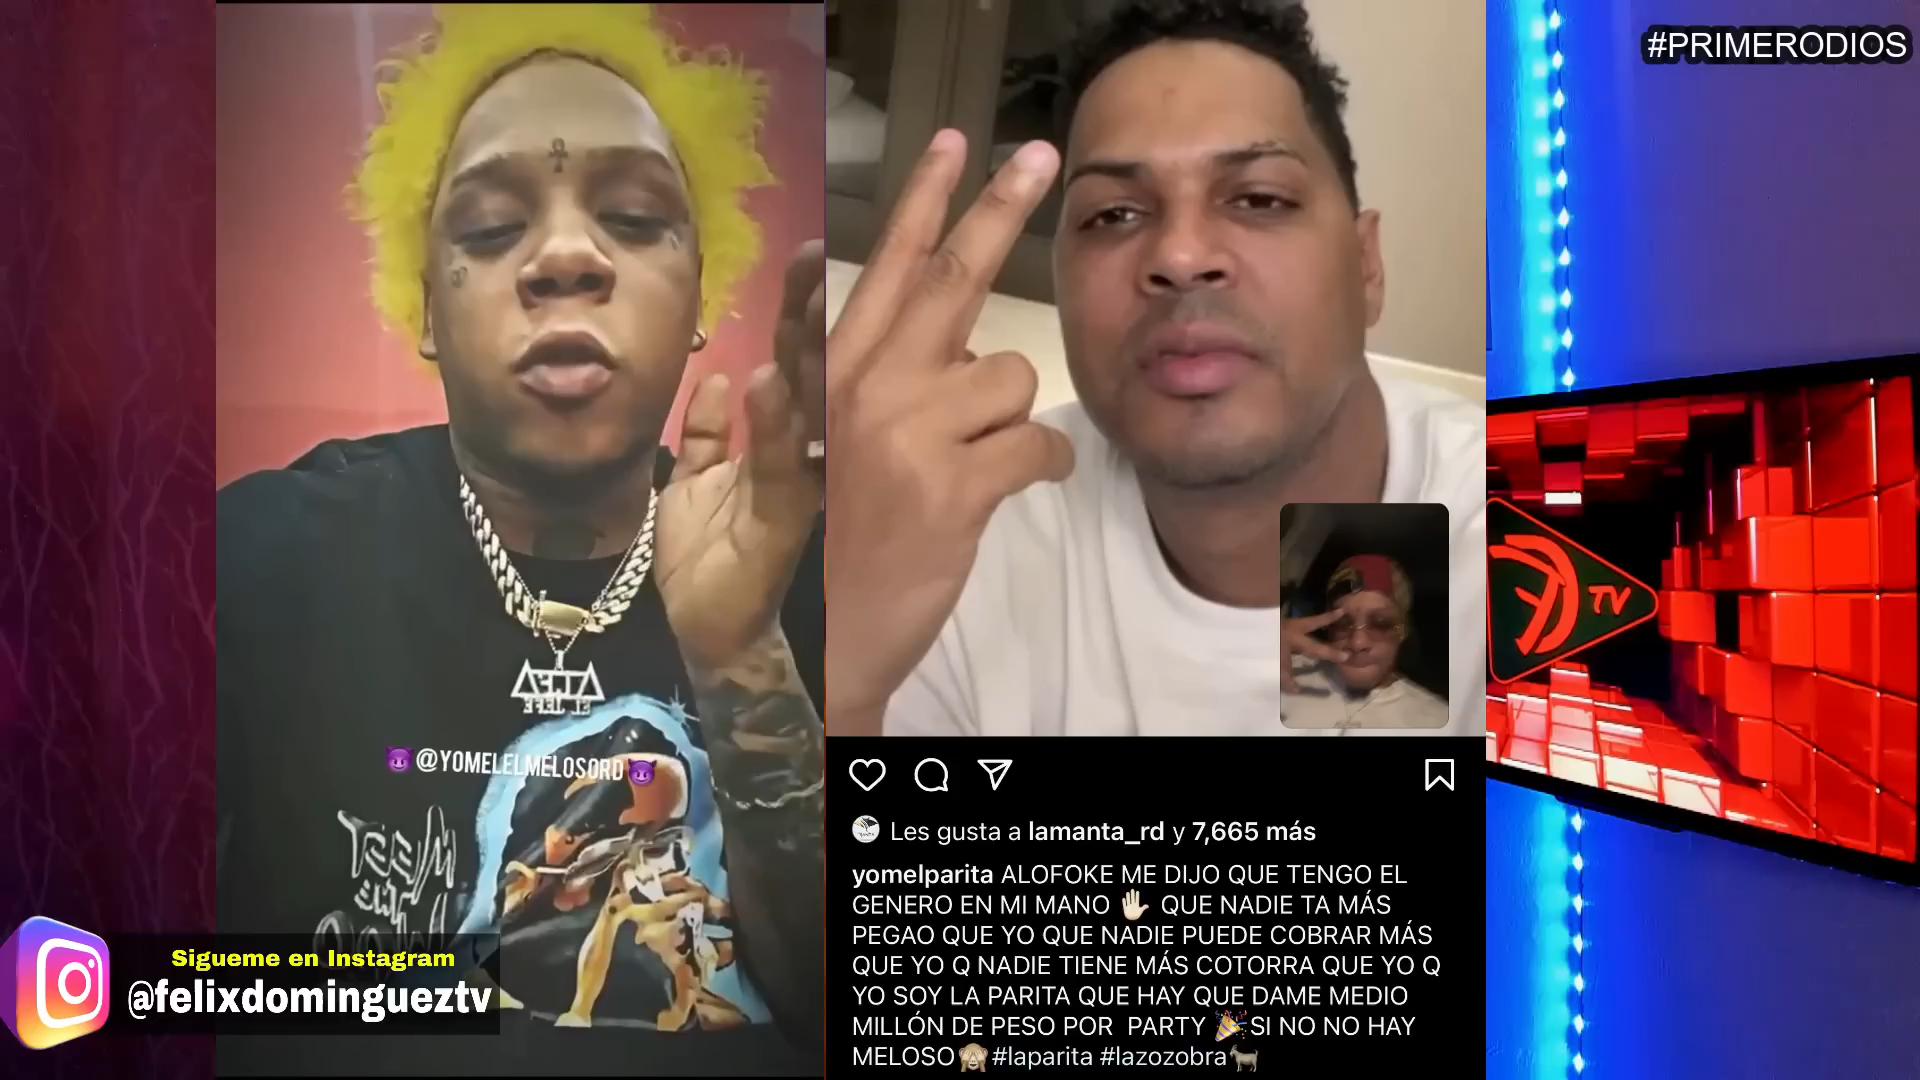 #PRIMERODIOS
TV
😈@YOMELELMELOSORD😈
EL JEFE
Les gusta a lamanta_rd y 7,665 más
yomelparita ALOFOKE ME DIJO QUE TENGO EL
GENERO EN MI MANO 🖐🏻 QUE NADIE TA MÁS
PEGAO QUE YO QUE NADIE PUEDE COBRAR MÁS
QUE YO Q NADIE TIENE MÁS COTORRA QUE YO Q
YO SOY LA PARITA QUE HAY QUE DAME MEDIO
MILLÓN DE PESO POR PARTY 🎉SI NO NO HAY
MELOSO🙈#laparita #lazozobra🐐
Sigueme en Instagram
@felixdomingueztv